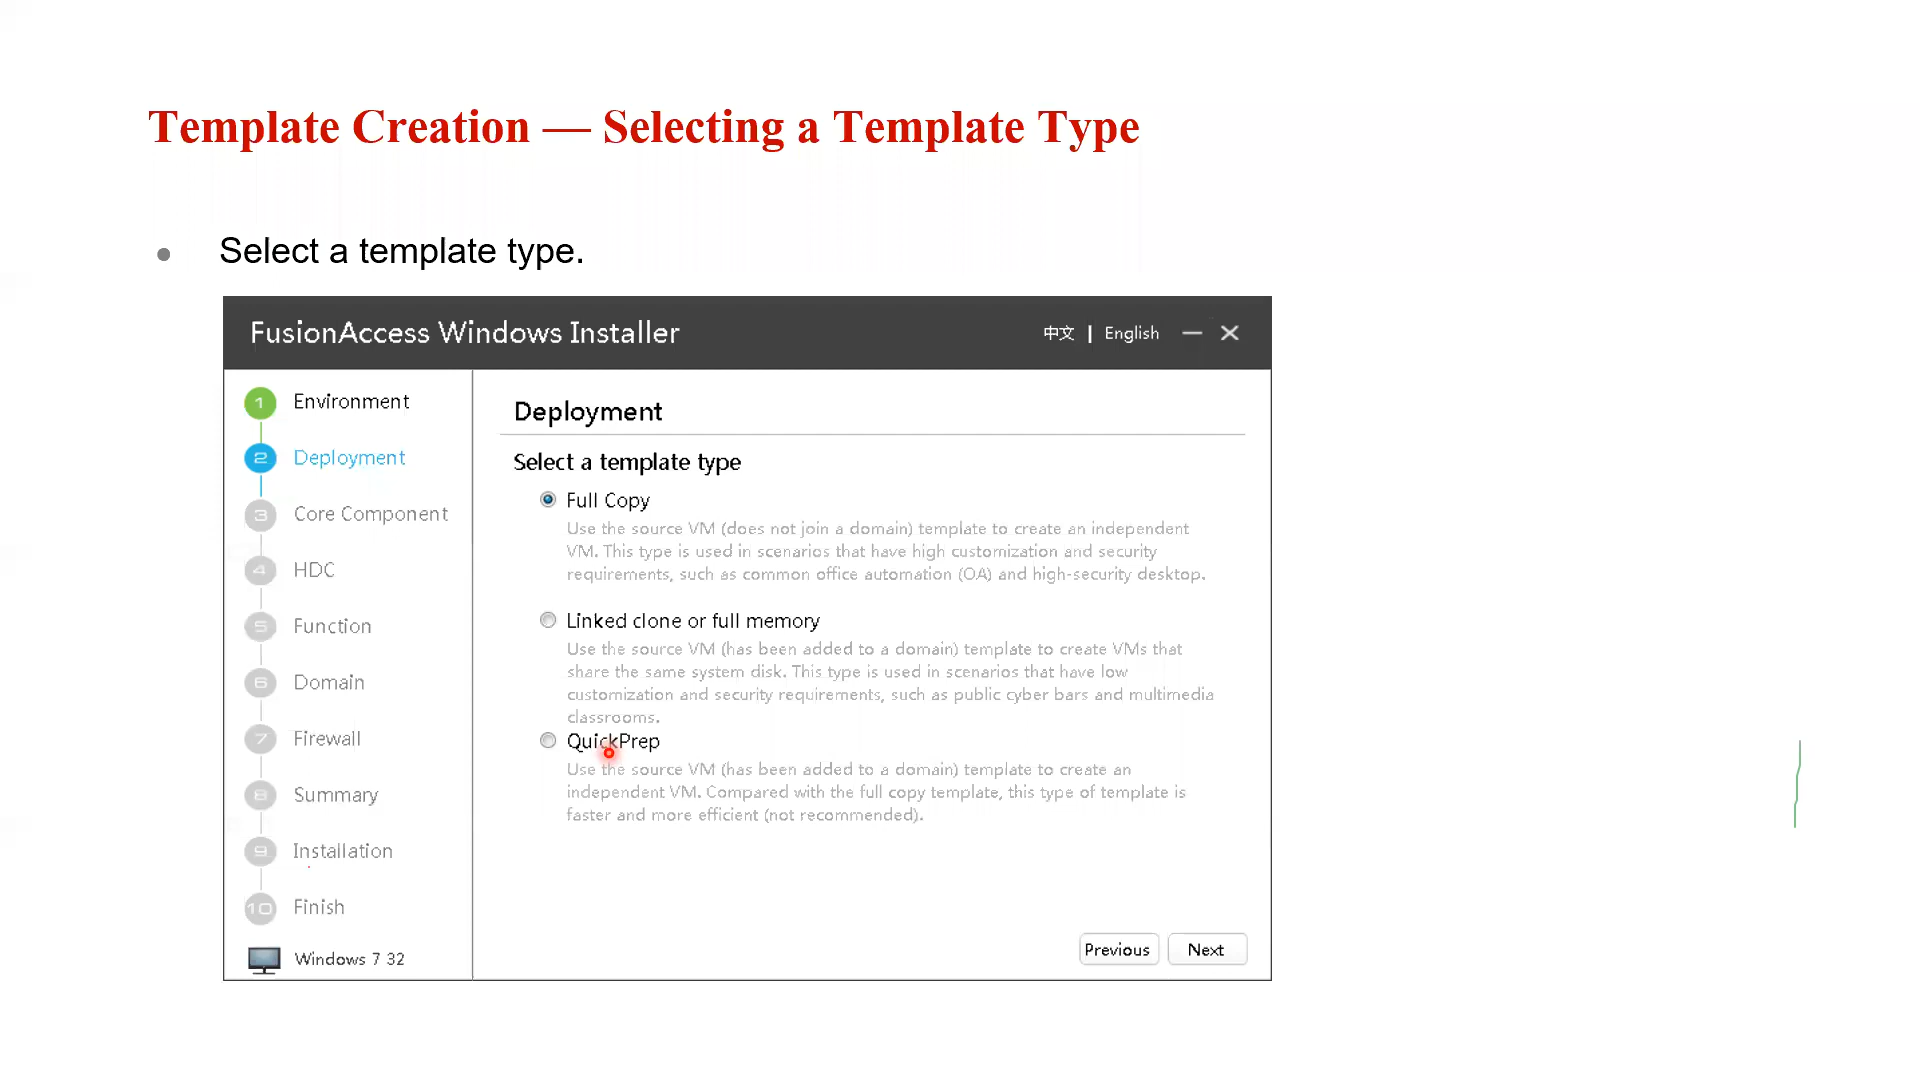 Template Creation — Selecting a Template Type
● Select a template type.
FusionAccess Windows Installer
中文 | English
1 Environment
2 Deployment
3 Core Component
4 HDC
5 Function
6 Domain
7 Firewall
8 Summary
9 Installation
10 Finish
Windows 7 32
Deployment
Select a template type
Full Copy
Use the source VM (does not join a domain) template to create an independent
VM. This type is used in scenarios that have high customization and security
requirements, such as common office automation (OA) and high-security desktop.
Linked clone or full memory
Use the source VM (has been added to a domain) template to create VMs that
share the same system disk. This type is used in scenarios that have low
customization and security requirements, such as public cyber bars and multimedia
classrooms.
QuickPrep
Use the source VM (has been added to a domain) template to create an
independent VM. Compared with the full copy template, this type of template is
faster and more efficient (not recommended).
Previous
Next